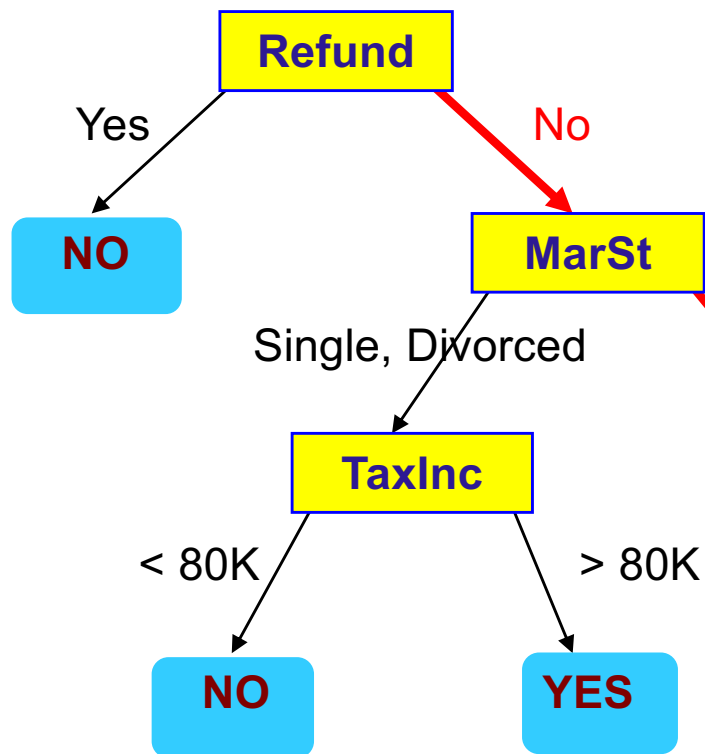 Refund
Yes
No
NO
MarSt
Single, Divorced
TaxInc
< 80K
> 80K
NO
YES